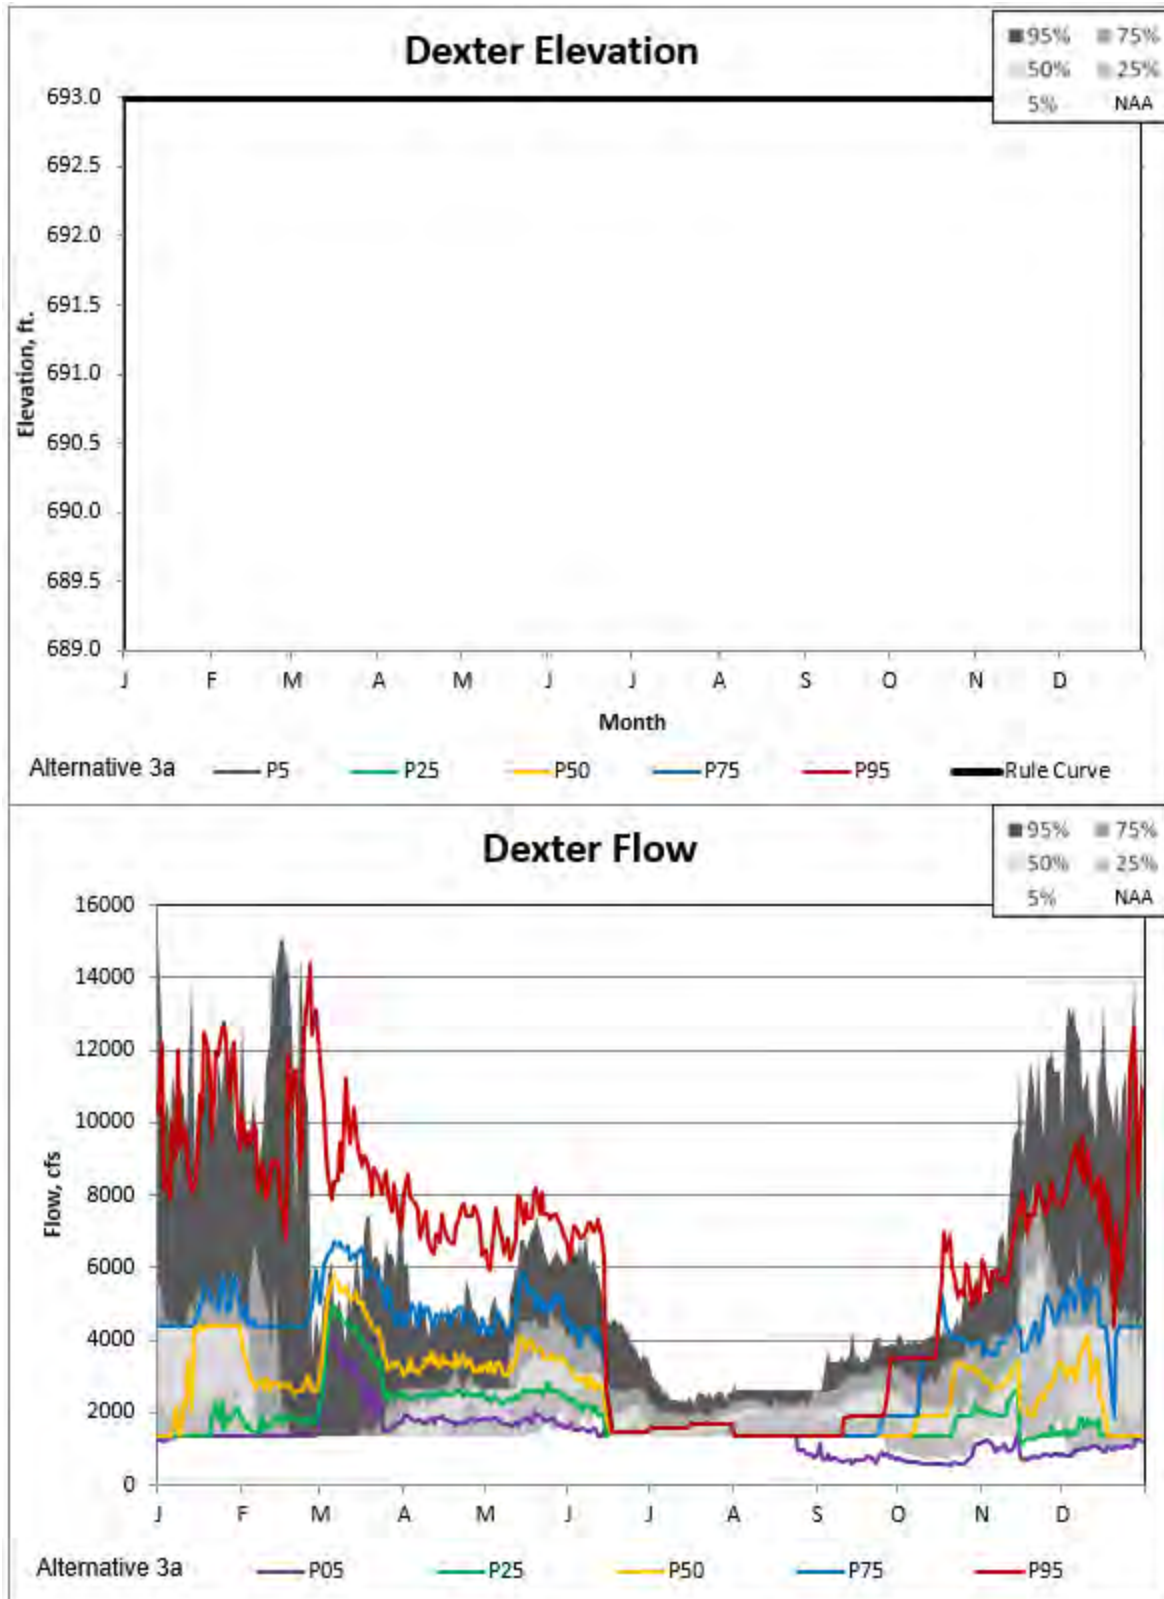 Dexter Elevation
95% 75%
50% 25%
5% NAA
693.0
692.5
692.0
691.5
691.0
690.5
690.0
689.5
689.0
Elevation, ft.
J F M A M J J A S O N D
Month
Alternative 3a P5 P25 P50 P75 P95 Rule Curve
Dexter Flow
95% 75%
50% 25%
5% NAA
16000
14000
12000
10000
8000
6000
4000
2000
0
Flow, cfs
J F M A M J J A S O N D
Alternative 3a P05 P25 P50 P75 P95